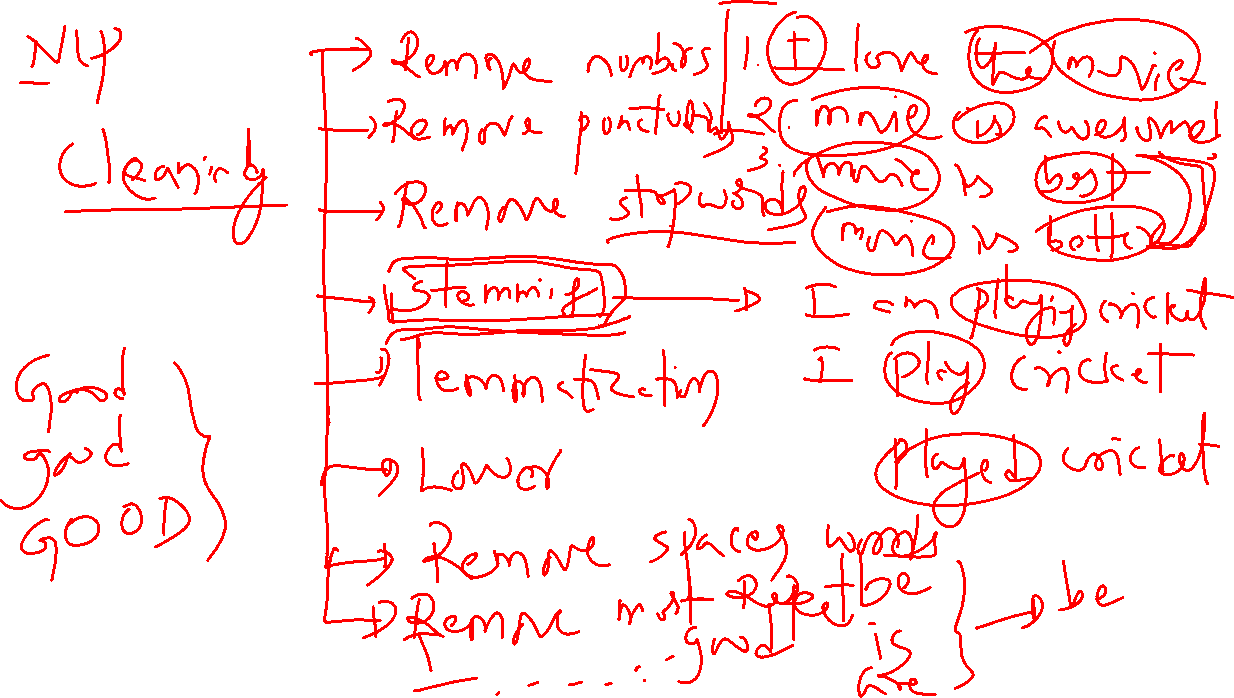 NLP
Cleaning
Remove numbers
Remove punctuations
Remove stopwords
Stemming
Lemmatization
Lower
Remove spaces words
Remove most Repeat
good
1. I love the movie
2. movie is awesome
3. movie is best
movie is better
I am playing cricket
I play cricket
played cricket
be
is
are
be
Good
good
GOOD